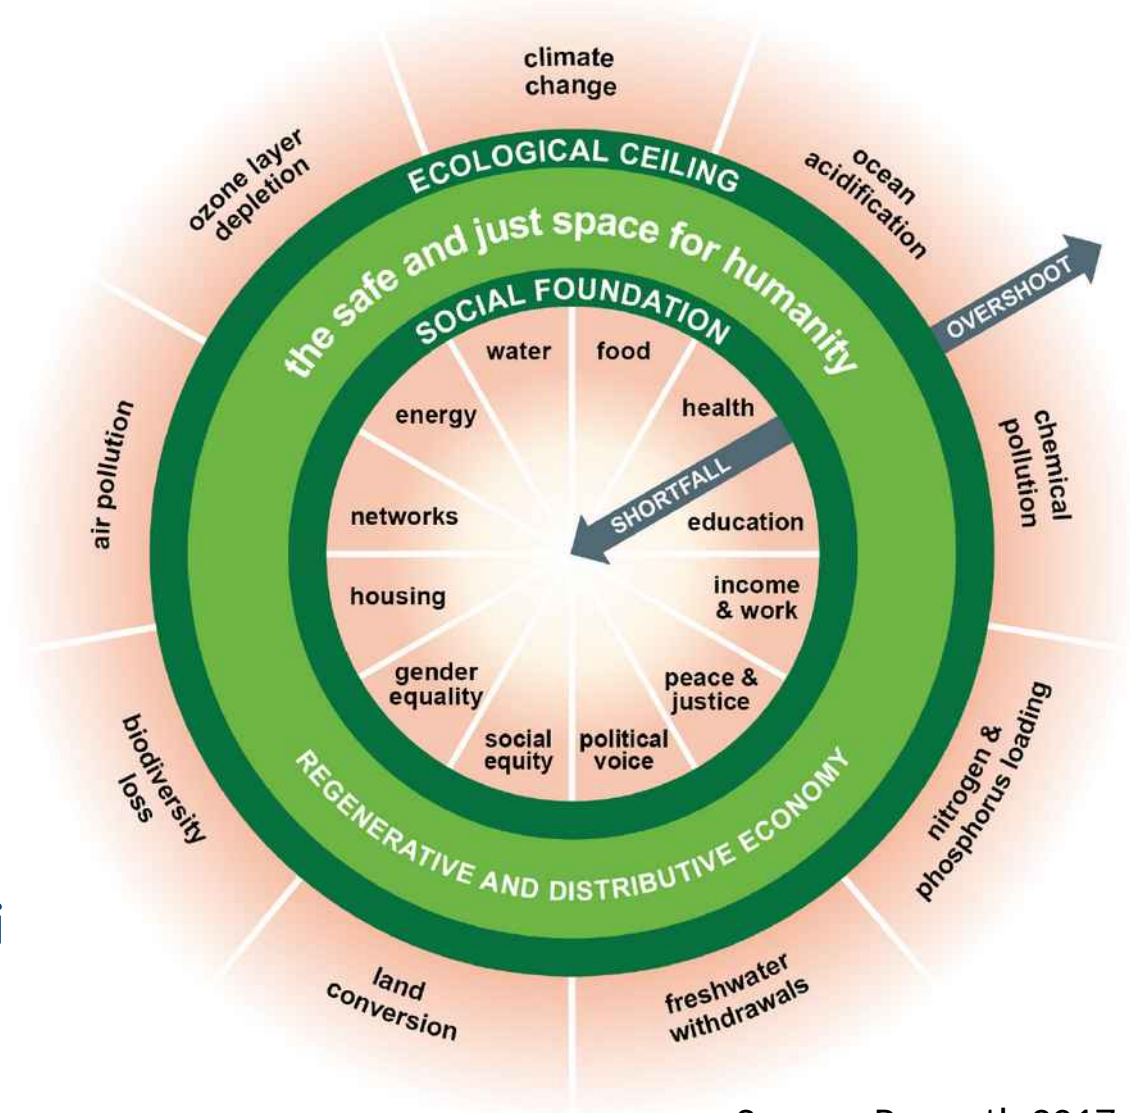 climate
change
ozone layer
depletion
ocean
acidification
ECOLOGICAL CEILING
the safe and just space for humanity
OVERSHOOT
SOCIAL FOUNDATION
water
food
energy
health
air pollution
chemical
pollution
SHORTFALL
networks
education
housing
income
& work
gender
equality
peace &
justice
social
equity
political
voice
biodiversity
loss
nitrogen &
phosphorus loading
REGENERATIVE AND DISTRIBUTIVE ECONOMY
land
conversion
freshwater
withdrawals